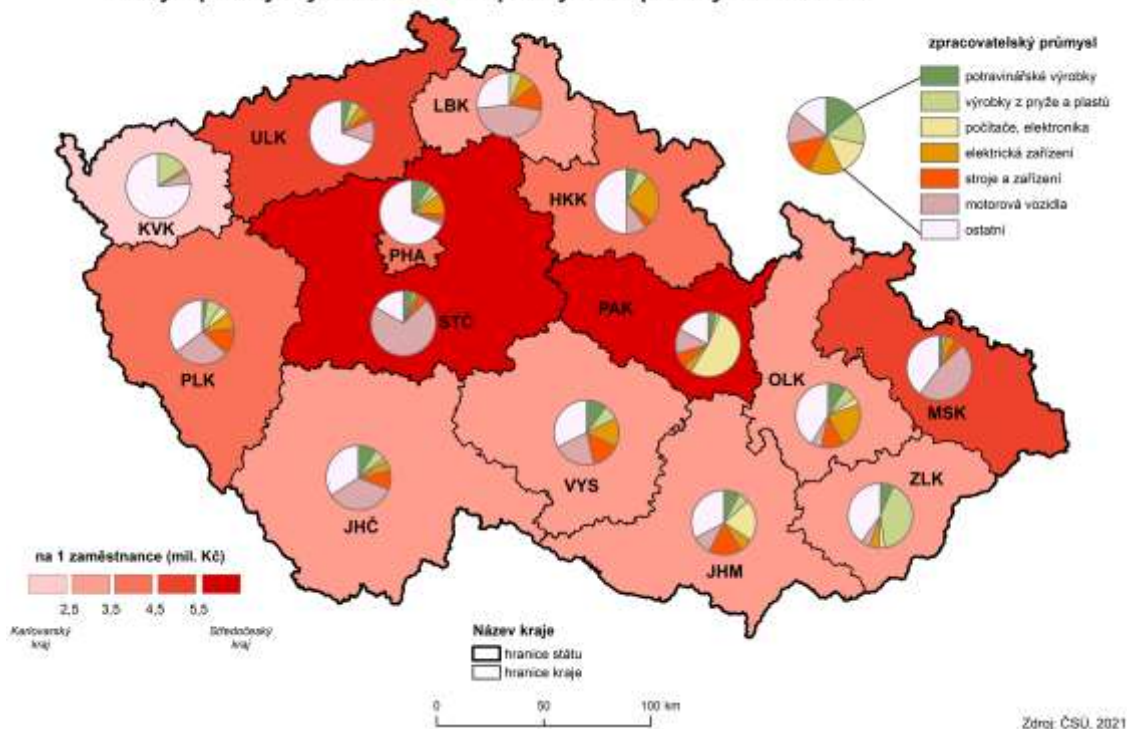 zpracovatelský průmysl
potravinářské výrobky
výrobky z pryže a plastů
počítače, elektronika
elektrická zařízení
stroje a zařízení
motorová vozidla
ostatní
LBK
ULK
HKK
KVK
PHA
STČ
PAK
PLK
OLK
MSK
VYS
ZLK
JHČ
JHM
na 1 zaměstnance (mil. Kč)
2,5 3,5 4,5 5,5
Karlovarský kraj
Středočeský kraj
Název kraje
hranice státu
hranice kraje
0 50 100 km
Zdroj: ČSÚ, 2021